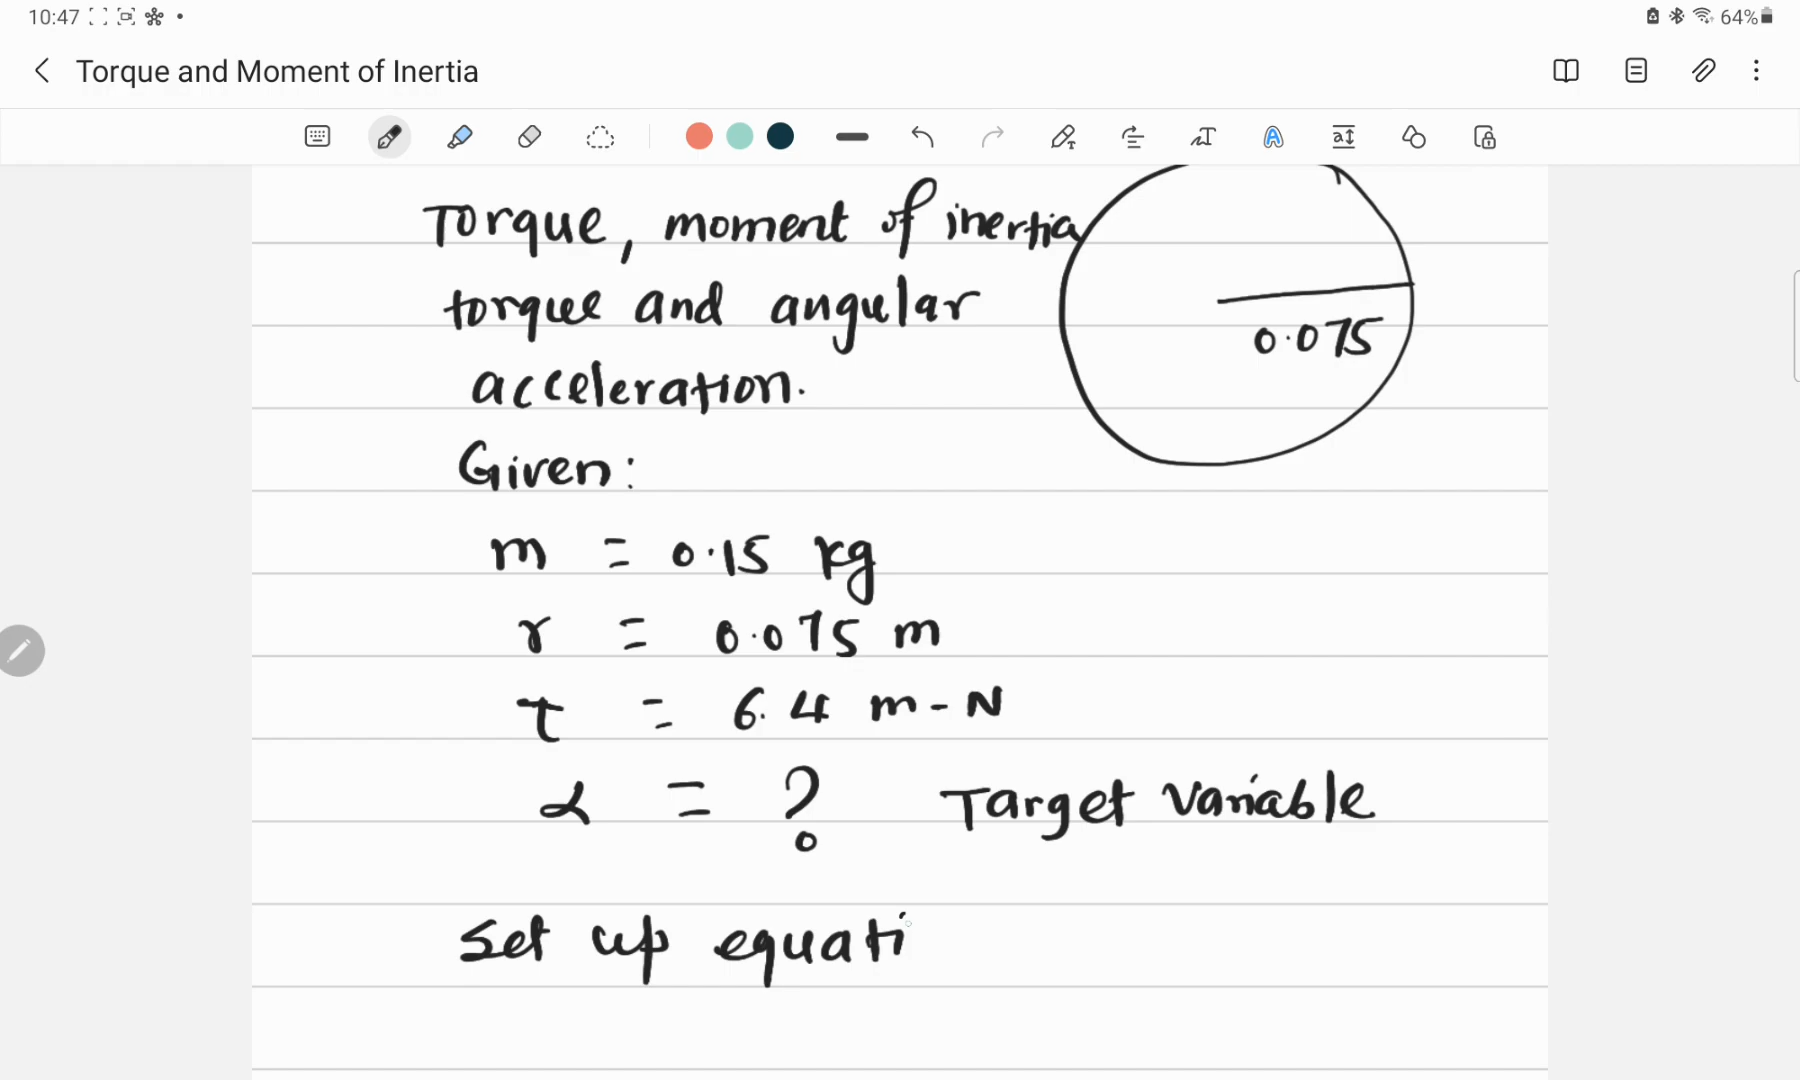 10:47
64%
Torque and Moment of Inertia
Torque, moment of inertia
torque and angular
acceleration.
0.075
Given:
m = 0.15 kg
r = 0.075 m
τ = 6.4 m-N
α = ? Target variable
Set up equati